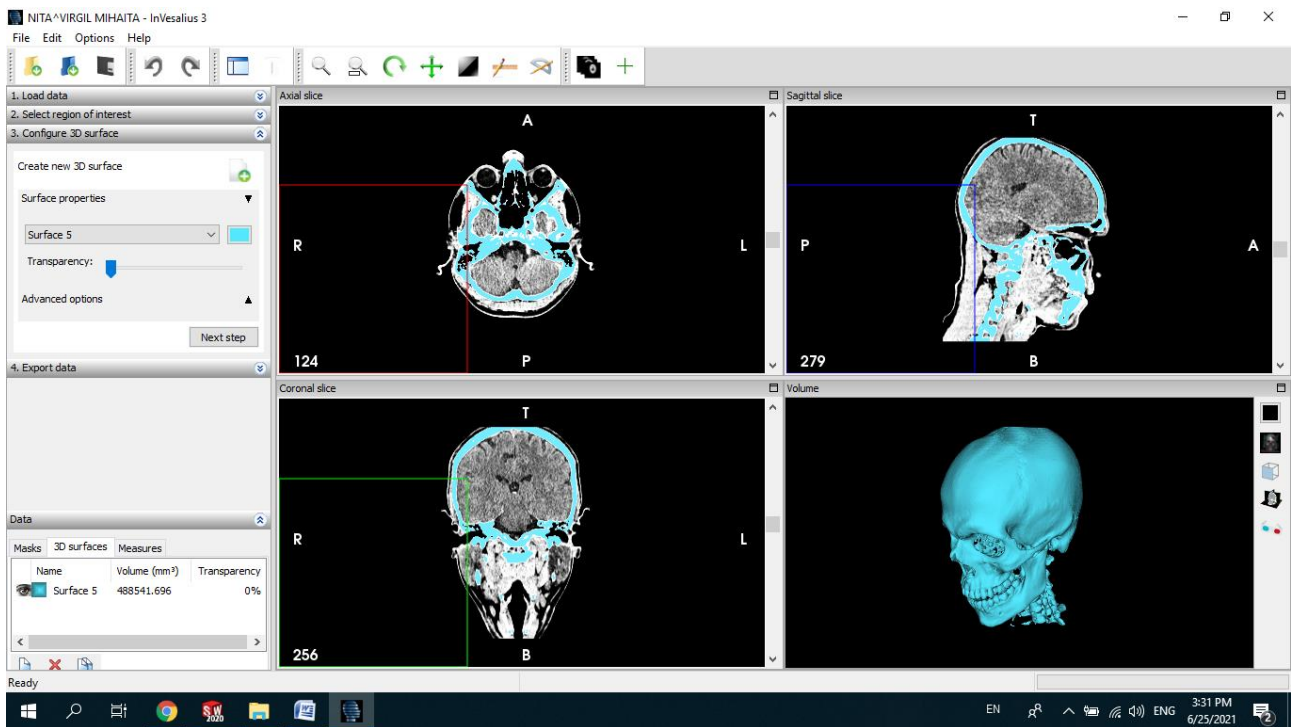 NITA^VIRGIL MIHAITA - InVesalius 3
File Edit Options Help
1. Load data
2. Select region of interest
3. Configure 3D surface
Create new 3D surface
Surface properties
Surface 5
Transparency:
Advanced options
Next step
4. Export data
Data
Masks 3D surfaces Measures
Name Volume (mm³) Transparency
Surface 5 488541.696 0%
Axial slice
A
R
L
124
P
Sagittal slice
T
P
A
279
B
Coronal slice
T
R
L
256
B
Volume
Ready
SW
2020
EN
ENG
3:31 PM
6/25/2021
2